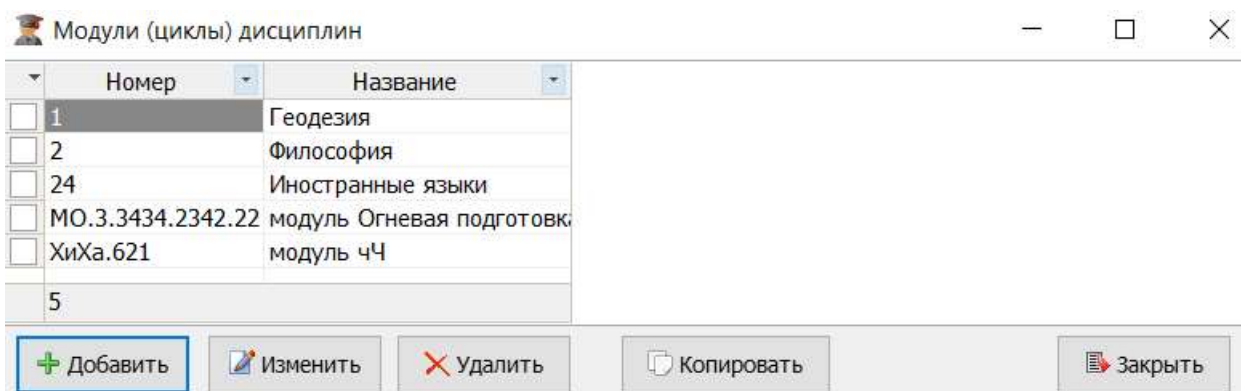 Модули (циклы) дисциплин
Номер Название
1 Геодезия
2 Философия
24 Иностранные языки
МО.3.3434.2342.22 модуль Огневая подготовка
ХиХа.621 модуль чЧ
5
Добавить Изменить Удалить Копировать Закрыть